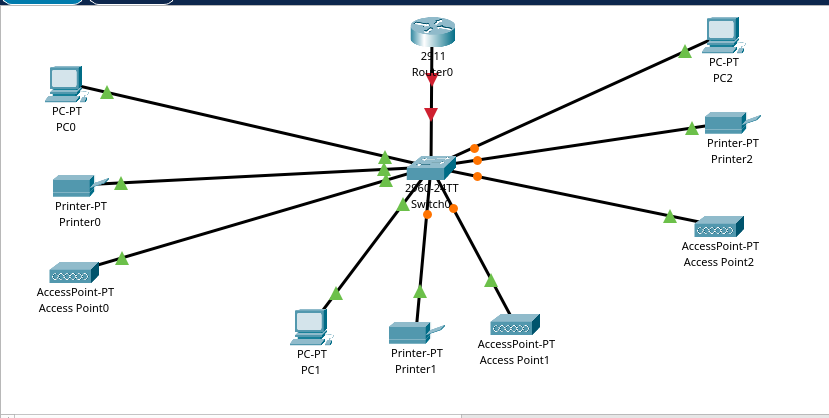 2911
Router0
PC-PT
PC2
PC-PT
PC0
Printer-PT
Printer2
2960-24TT
Switch0
Printer-PT
Printer0
AccessPoint-PT
Access Point2
AccessPoint-PT
Access Point0
PC-PT
PC1
Printer-PT
Printer1
AccessPoint-PT
Access Point1